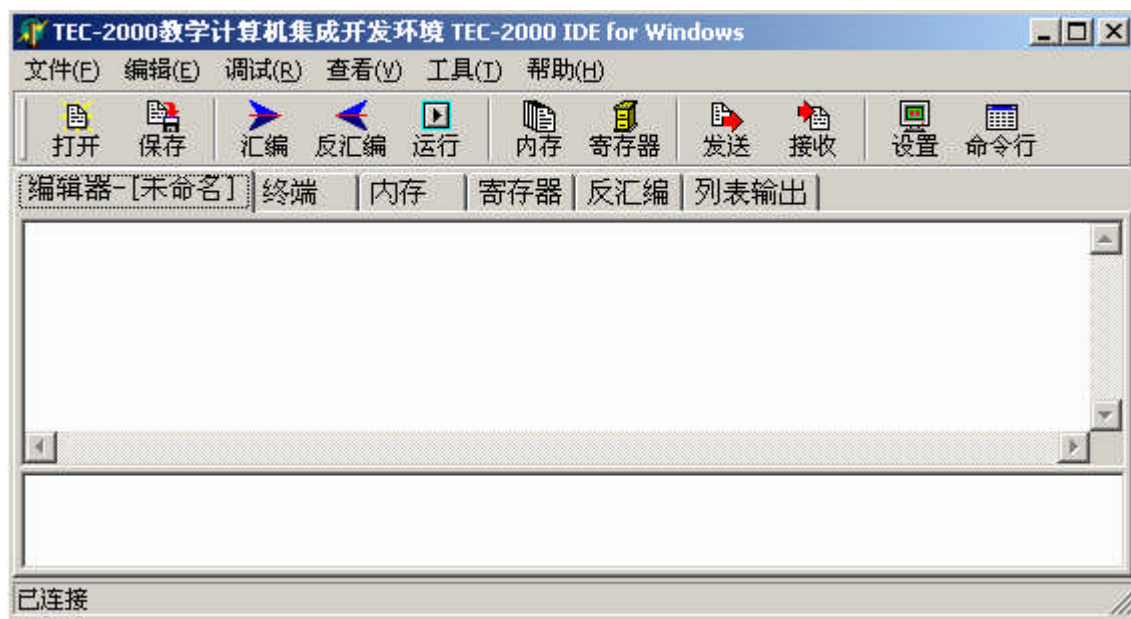 TEC-2000教学计算机集成开发环境 TEC-2000 IDE for Windows
文件(F) 编辑(E) 调试(R) 查看(V) 工具(T) 帮助(H)
打开 保存 汇编 反汇编 运行 内存 寄存器 发送 接收 设置 命令行
编辑器-[未命名] 终端 内存 寄存器 反汇编 列表输出
已连接